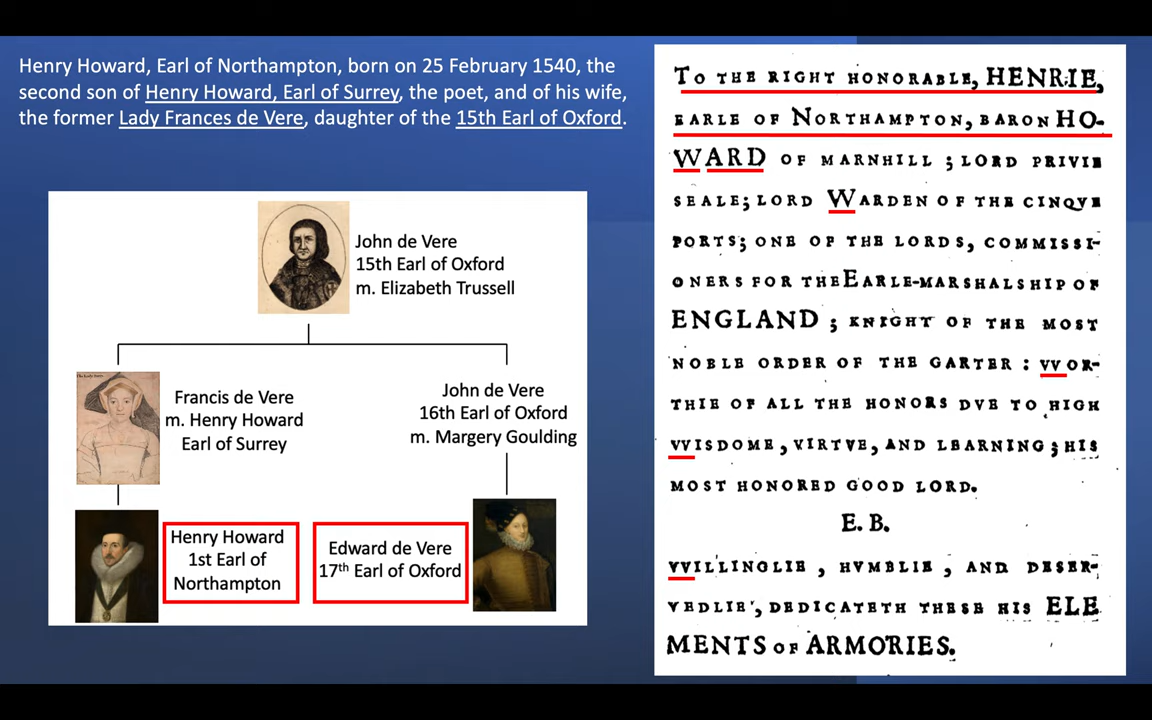 Henry Howard, Earl of Northampton, born on 25 February 1540, the
second son of Henry Howard, Earl of Surrey, the poet, and of his wife,
the former Lady Frances de Vere, daughter of the 15th Earl of Oxford.
John de Vere
15th Earl of Oxford
m. Elizabeth Trussell
Francis de Vere
m. Henry Howard
Earl of Surrey
John de Vere
16th Earl of Oxford
m. Margery Goulding
Henry Howard
1st Earl of
Northampton
Edward de Vere
17th Earl of Oxford
TO THE RIGHT HONORABLE, HENRIE,
EARLE OF NORTHAMPTON, BARON HO-
WARD OF MARNHILL ; LORD PRIVIE
SEALE; LORD WARDEN OF THE CINQVE
PORTS; ONE OF THE LORDS, COMMISSI-
ONERS FOR THE EARLE-MARSHALSHIP OF
ENGLAND ; KNIGHT OF THE MOST
NOBLE ORDER OF THE GARTER : VVOR-
THIE OF ALL THE HONORS DVE TO HIGH
VVISDOME, VIRTVE, AND LEARNING ; HIS
MOST HONORED GOOD LORD.
E. B.
VVILLINGLIE, HVMBLIE, AND DESER-
VEDLIE, DEDICATETH THESE HIS ELE
MENTS OF ARMORIES.